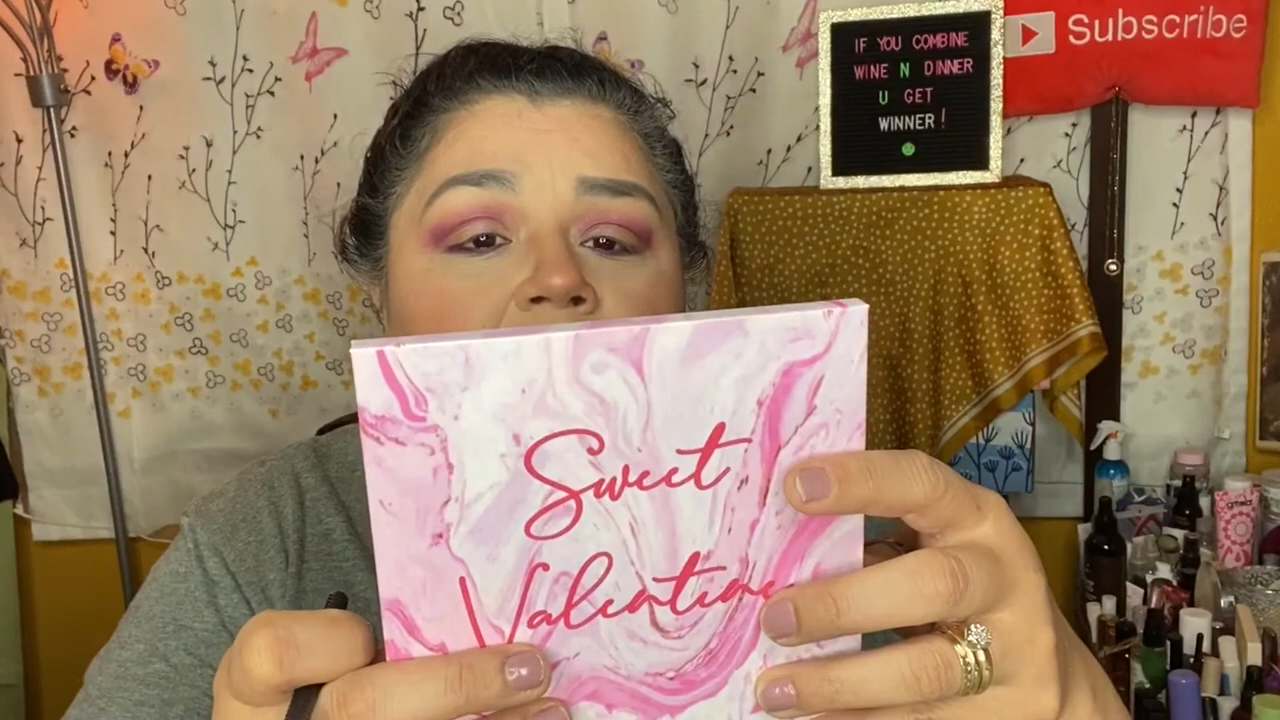 IF YOU COMBINE
WINE N DINNER
U GET
WINNER!
Subscribe
Sweet
Valentine